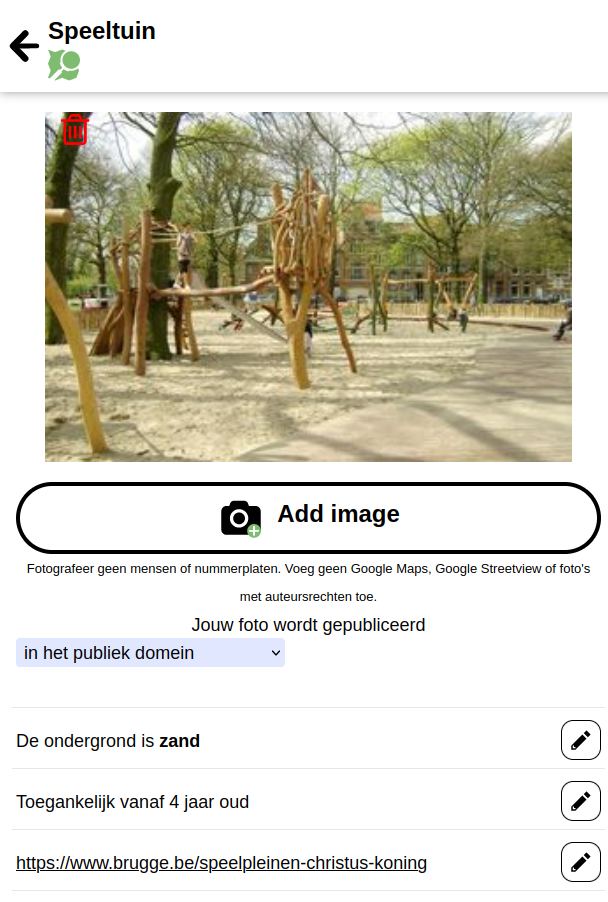 Speeltuin
Add image
Fotografeer geen mensen of nummerplaten. Voeg geen Google Maps, Google Streetview of foto's
met auteursrechten toe.
Jouw foto wordt gepubliceerd
in het publiek domein
De ondergrond is zand
Toegankelijk vanaf 4 jaar oud
https://www.brugge.be/speelpleinen-christus-koning